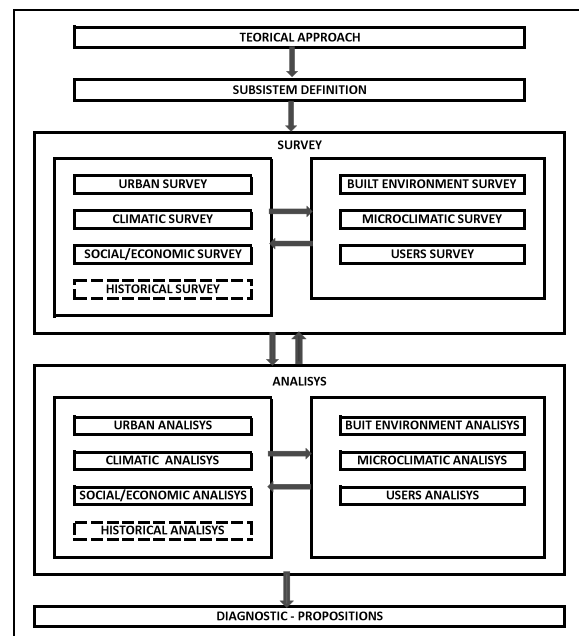 TEORICAL APPROACH
SUBSISTEM DEFINITION
SURVEY
URBAN SURVEY
CLIMATIC SURVEY
SOCIAL/ECONOMIC SURVEY
HISTORICAL SURVEY
BUILT ENVIRONMENT SURVEY
MICROCLIMATIC SURVEY
USERS SURVEY
ANALISYS
URBAN ANALISYS
CLIMATIC ANALISYS
SOCIAL/ECONOMIC ANALISYS
HISTORICAL ANALISYS
BUIT ENVIRONMENT ANALISYS
MICROCLIMATIC ANALISYS
USERS ANALISYS
DIAGNOSTIC - PROPOSITIONS